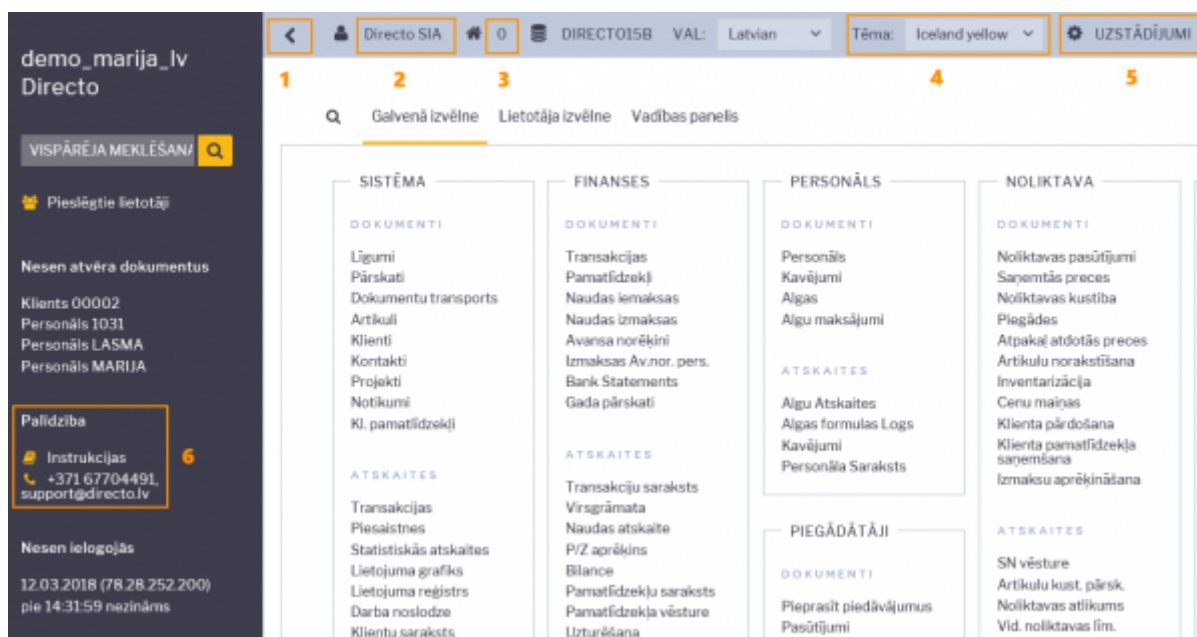 demo_marija_lv
Directo
VISPĀRĒJA MEKLĒŠANA
Pieslēgtie lietotāji
Nesen atvēra dokumentus
Klients 00002
Personāls 1031
Personāls LASMA
Personāls MARIJA
Palīdzība
Instrukcijas
+371 67704491,
support@directo.lv
6
Nesen ielogojās
12.03.2018 (78.28.252.200)
pie 14:31:59 nezināms
Directo SIA
0
DIRECTO15B
VAL:
Latvian
Tēma:
Iceland yellow
UZSTĀDĪJUMI
1
2
3
4
5
Galvenā izvēlne
Lietotāja izvēlne
Vadības panelis
SISTĒMA
DOKUMENTI
Līgumi
Pārskati
Dokumentu transports
Artikuli
Klienti
Kontakti
Projekti
Notikumi
Kl. pamatlīdzekļi
ATSKAITES
Transakcijas
Piesaistnes
Statistiskās atskaites
Lietojuma grafiks
Lietojuma reģistrs
Darba noslodze
Klientu saraksts
FINANSES
DOKUMENTI
Transakcijas
Pamatlīdzekļi
Naudas iemaksas
Naudas izmaksas
Avansa norēķini
Izmaksas Av.nor. pers.
Bank Statements
Gada pārskati
ATSKAITES
Transakciju saraksts
Virsgrāmata
Naudas atskaite
P/Z aprēķins
Bilance
Pamatlīdzekļu saraksts
Pamatlīdzekļa vēsture
Uzturēšana
PERSONĀLS
DOKUMENTI
Personāls
Kavējumi
Algas
Algu maksājumi
ATSKAITES
Algu Atskaites
Algas formulas Logs
Kavējumi
Personāla Saraksts
PIEGĀDĀTĀJI
DOKUMENTI
Pieprasīt piedāvājumus
Pasūtījumi
NOLIKTAVA
DOKUMENTI
Noliktavas pasūtījumi
Saņemtās preces
Noliktavas kustība
Piegādes
Atpakaļ atdotās preces
Artikulu norakstīšana
Inventarizācija
Cenu maiņas
Klienta pārdošana
Klienta pamatlīdzekļa
saņemšana
Izmaksu aprēķināšana
ATSKAITES
SN vēsture
Artikulu kust. pārsk.
Noliktavas atlikums
Vid. noliktavas līm.